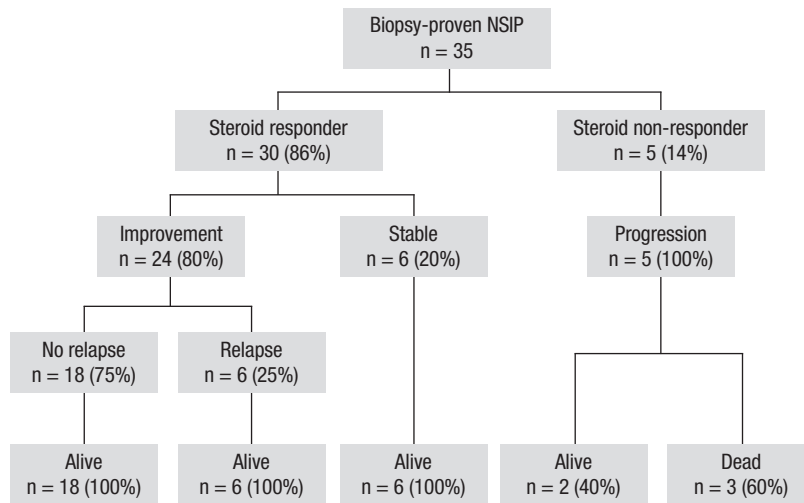 Biopsy-proven NSIP
n = 35
Steroid responder
n = 30 (86%)
Steroid non-responder
n = 5 (14%)
Improvement
n = 24 (80%)
Stable
n = 6 (20%)
Progression
n = 5 (100%)
No relapse
n = 18 (75%)
Relapse
n = 6 (25%)
Alive
n = 18 (100%)
Alive
n = 6 (100%)
Alive
n = 6 (100%)
Alive
n = 2 (40%)
Dead
n = 3 (60%)